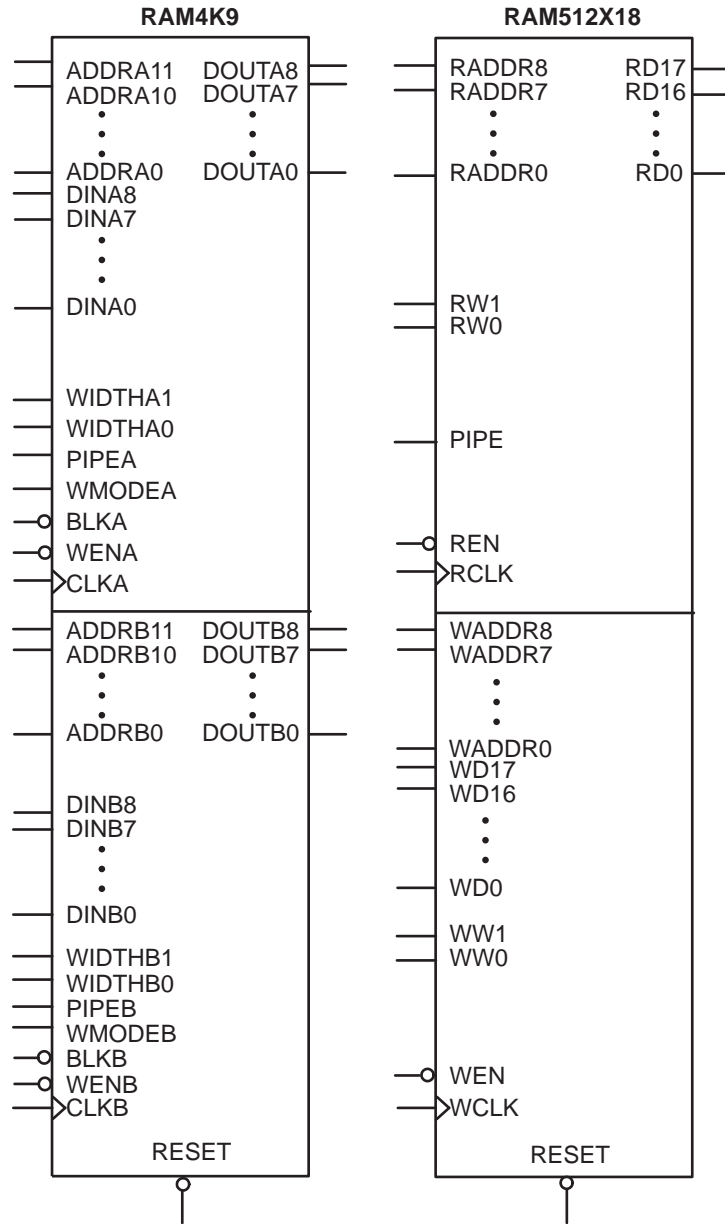 RAM4K9
ADDRA11 DOUTA8
ADDRA10 DOUTA7
ADDRA0 DOUTA0
DINA8
DINA7
DINA0
WIDTHA1
WIDTHA0
PIPEA
WMODEA
BLKA
WENA
CLKA
ADDRB11 DOUTB8
ADDRB10 DOUTB7
ADDRB0 DOUTB0
DINB8
DINB7
DINB0
WIDTHB1
WIDTHB0
PIPEB
WMODEB
BLKB
WENB
CLKB
RESET
RAM512X18
RADDR8 RD17
RADDR7 RD16
RADDR0 RD0
RW1
RW0
PIPE
REN
RCLK
WADDR8
WADDR7
WADDR0
WD17
WD16
WD0
WW1
WW0
WEN
WCLK
RESET